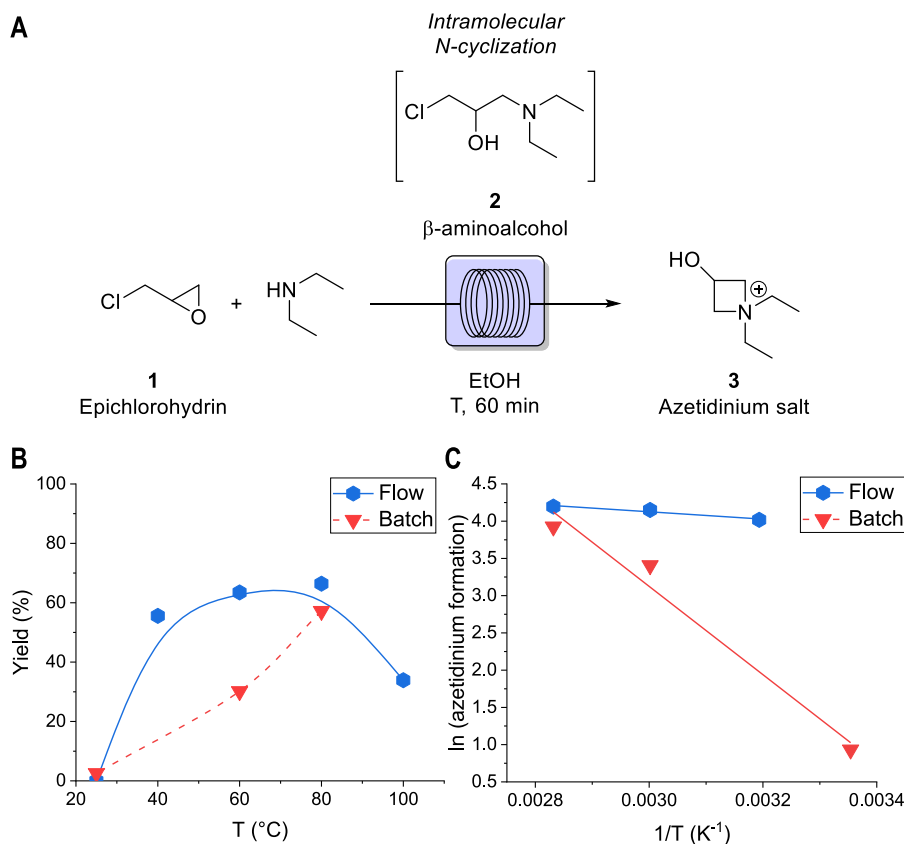 A
Intramolecular
N-cyclization
Cl
N
OH
2
β-aminoalcohol
Cl
O
+
HN
HO
N
+
1
Epichlorohydrin
EtOH
T, 60 min
3
Azetidinium salt
B
Flow
Batch
100
80
60
40
20
0
Yield (%)
20
40
60
80
100
T (°C)
C
Flow
Batch
4.5
4.0
3.5
3.0
2.5
2.0
1.5
1.0
0.5
ln (azetidinium formation)
0.0028
0.0030
0.0032
0.0034
1/T (K⁻¹)